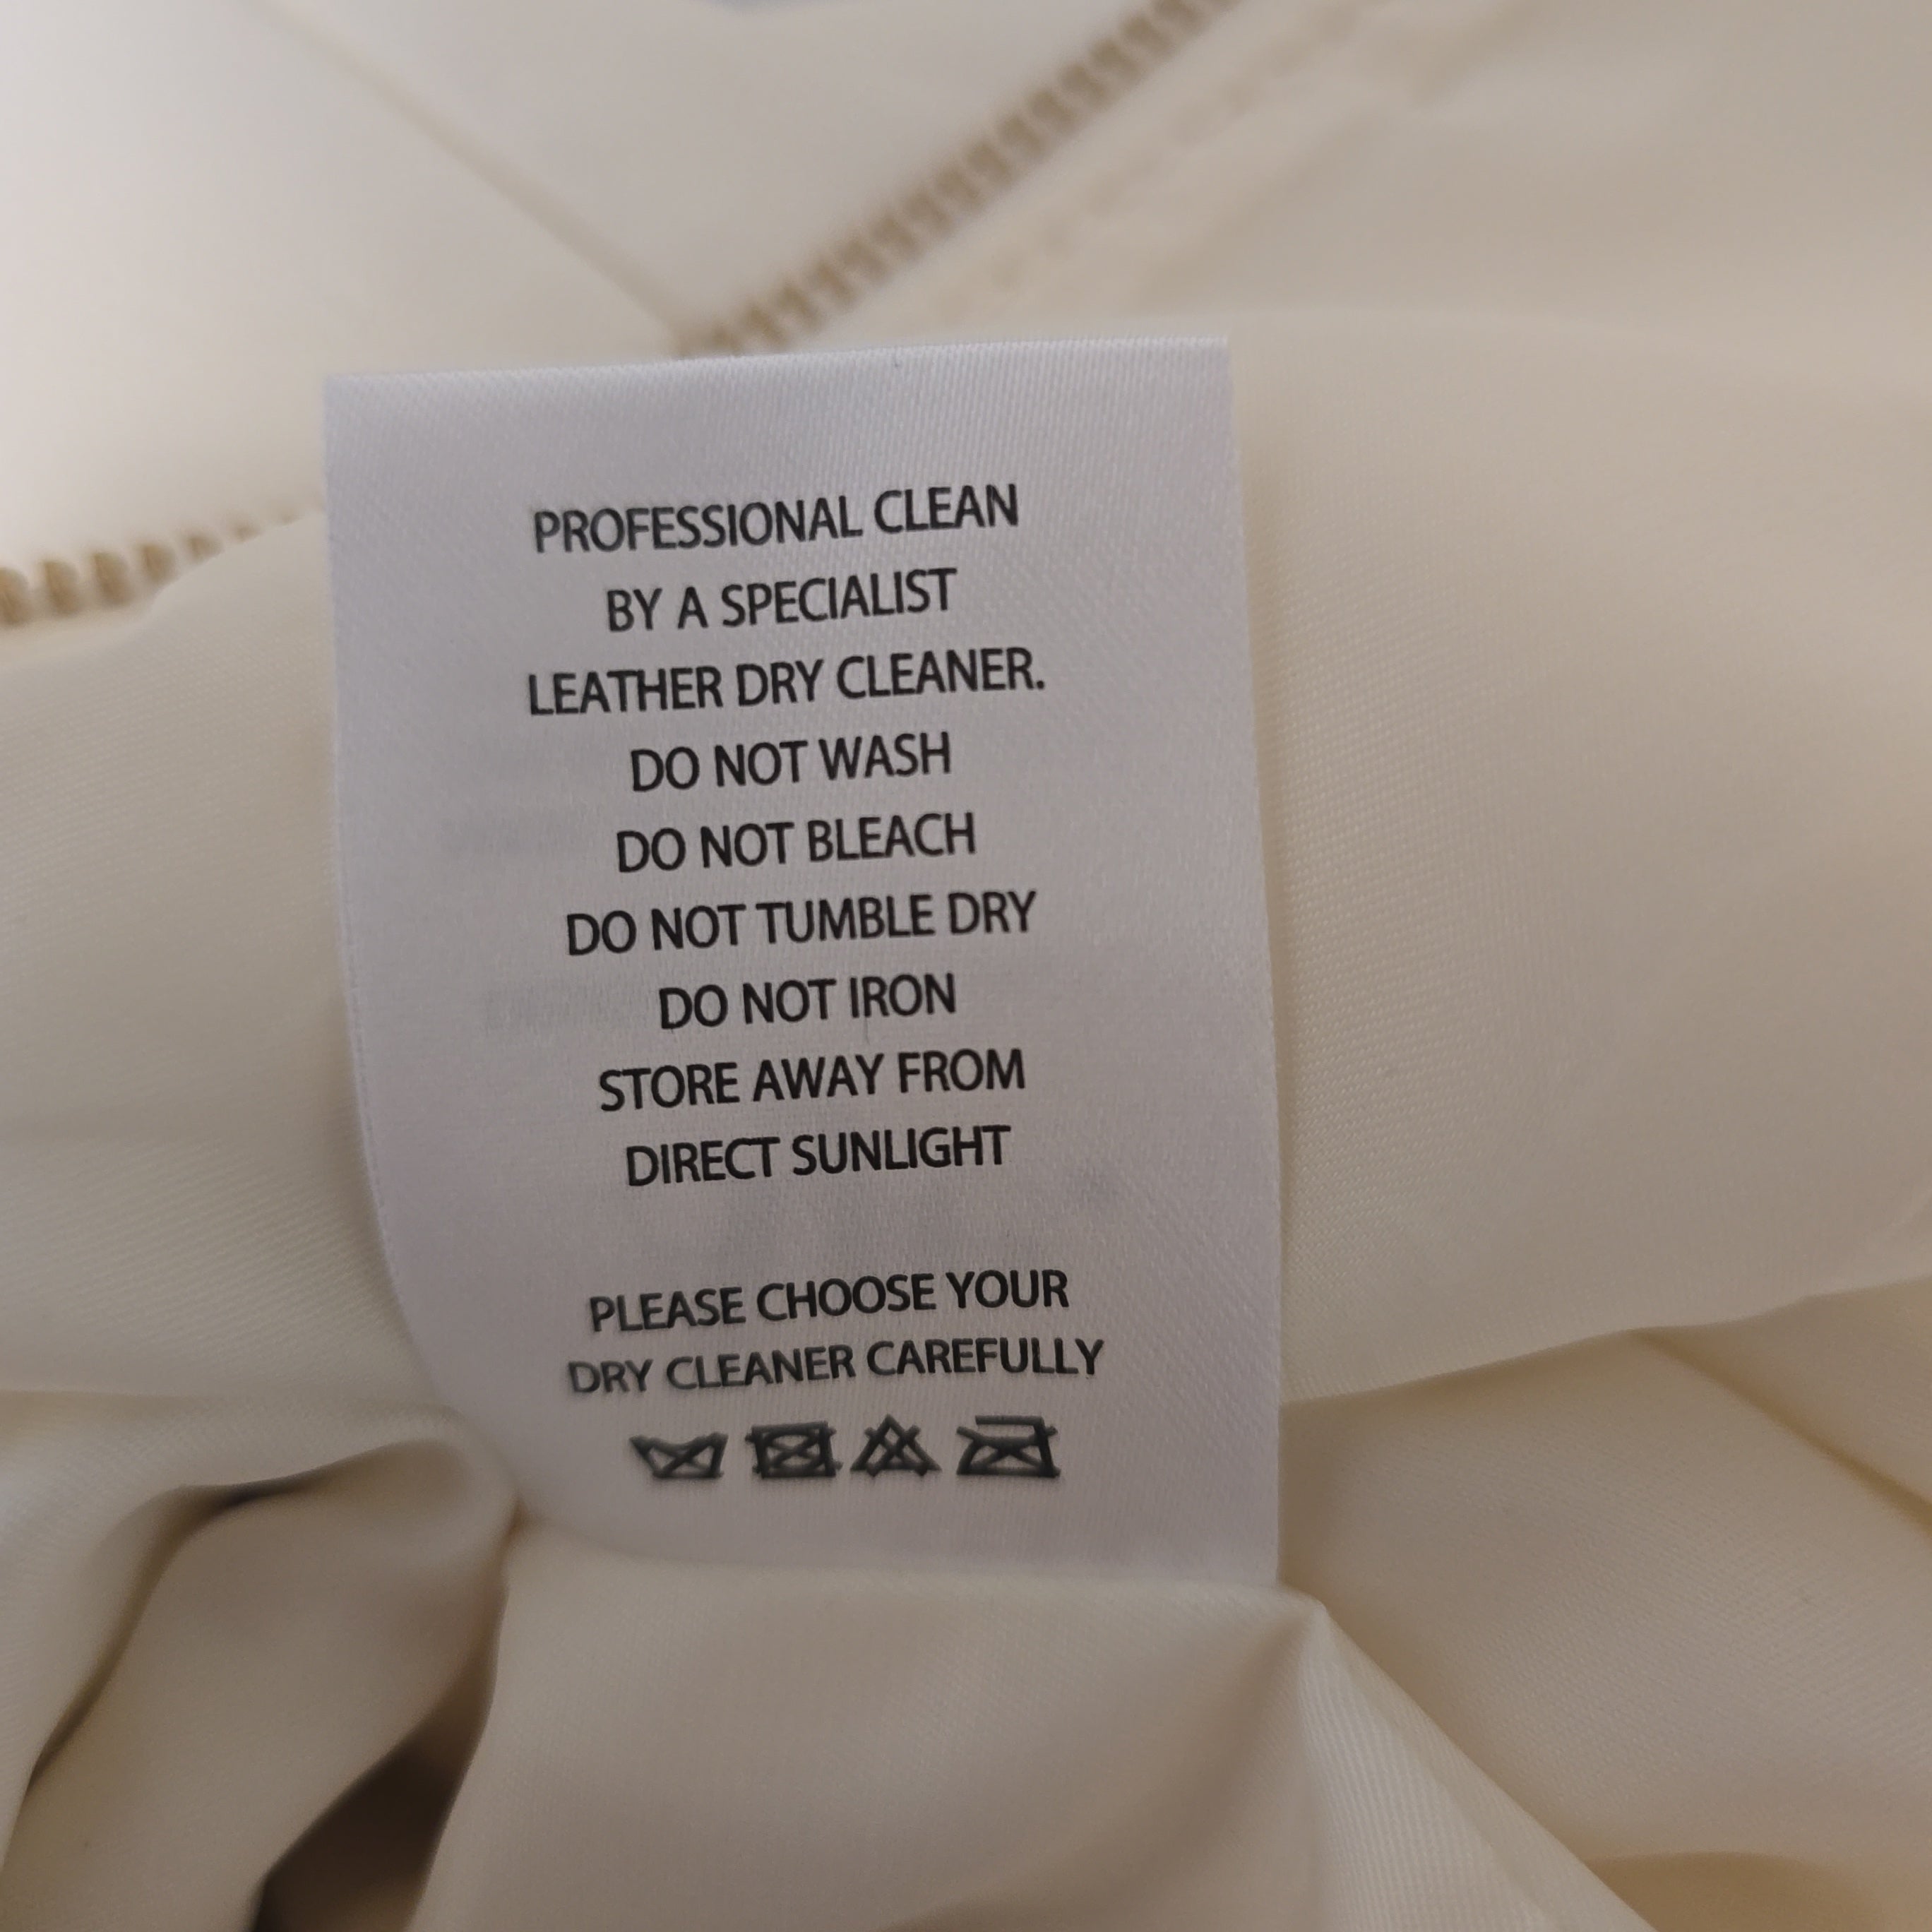 PROFESSIONAL CLEAN
BY A SPECIALIST
LEATHER DRY CLEANER.
DO NOT WASH
DO NOT BLEACH
DO NOT TUMBLE DRY
DO NOT IRON
STORE AWAY FROM
DIRECT SUNLIGHT
PLEASE CHOOSE YOUR
DRY CLEANER CAREFULLY